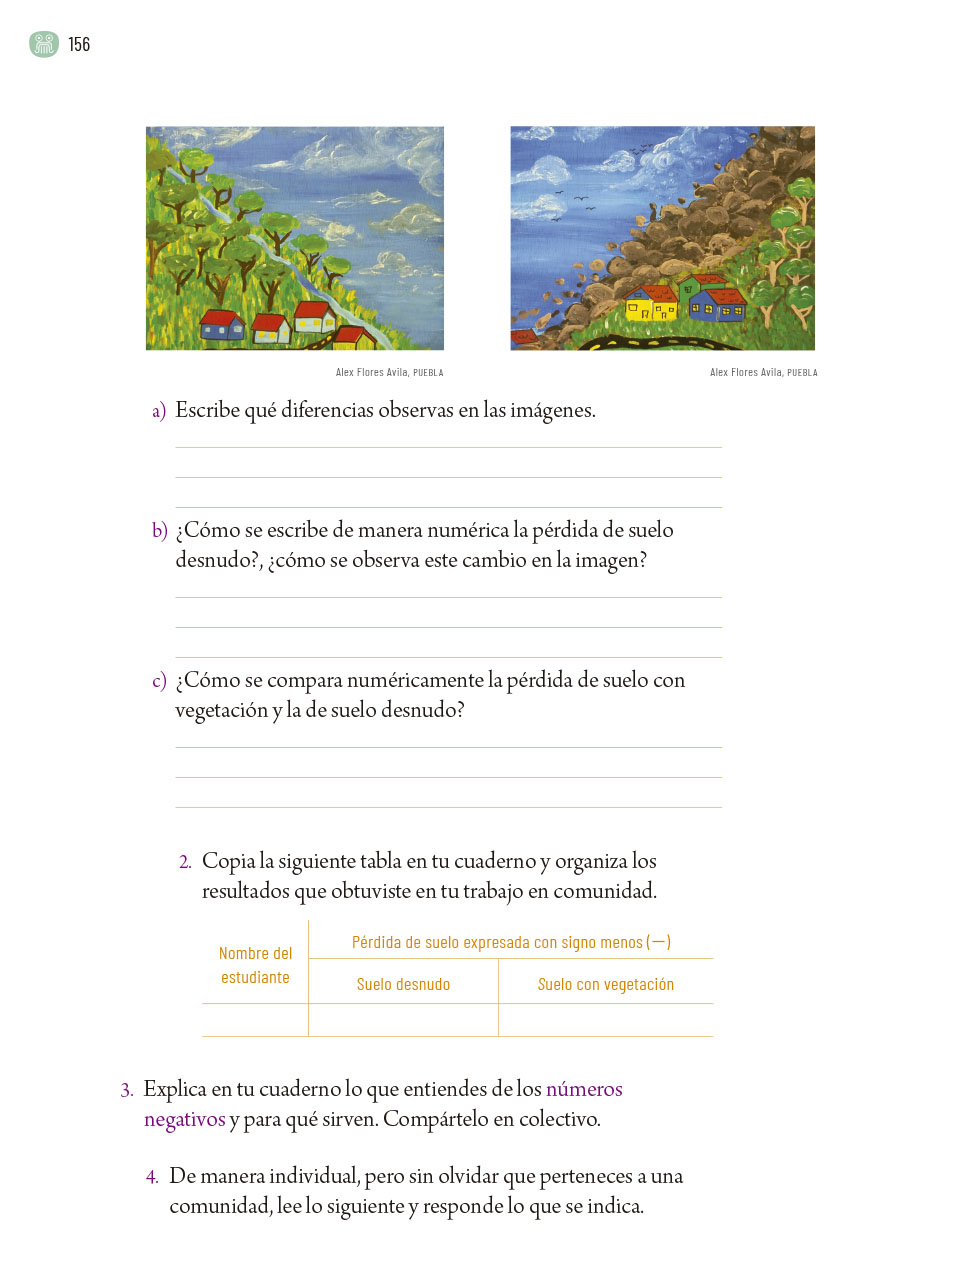 156
Alex Flores Avila, PUEBLA
Alex Flores Avila, PUEBLA
a) Escribe qué diferencias observas en las imágenes.
b) ¿Cómo se escribe de manera numérica la pérdida de suelo
desnudo?, ¿cómo se observa este cambio en la imagen?
c) ¿Cómo se compara numéricamente la pérdida de suelo con
vegetación y la de suelo desnudo?
2. Copia la siguiente tabla en tu cuaderno y organiza los
resultados que obtuviste en tu trabajo en comunidad.
Nombre del
estudiante
Pérdida de suelo expresada con signo menos (—)
Suelo desnudo
Suelo con vegetación
3. Explica en tu cuaderno lo que entiendes de los números
negativos y para qué sirven. Compártelo en colectivo.
4. De manera individual, pero sin olvidar que perteneces a una
comunidad, lee lo siguiente y responde lo que se indica.